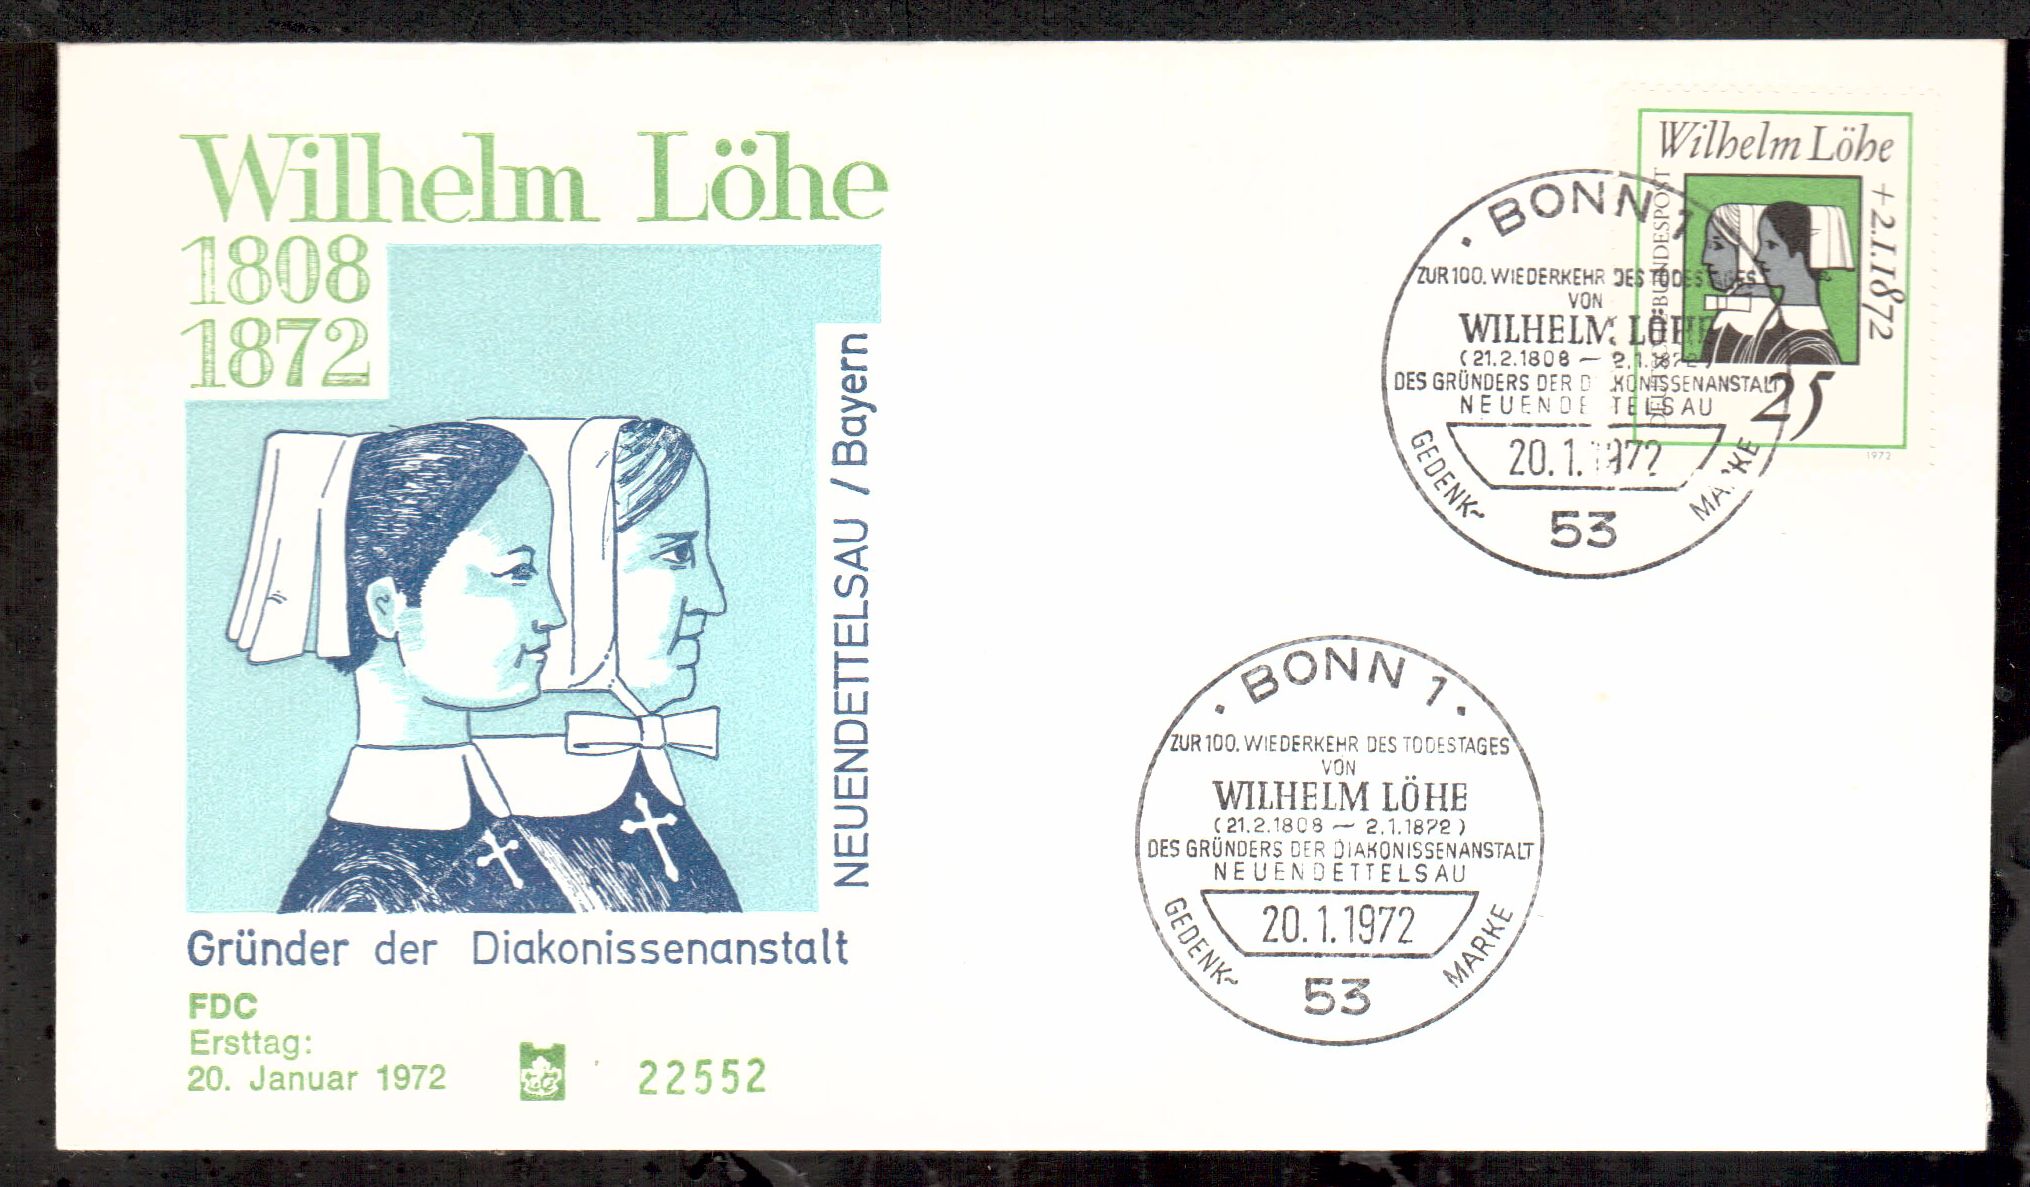 Wilhelm Löhe
1808
1872
NEUENDETTELSAU / Bayern
Gründer der Diakonissenanstalt
FDC
Ersttag:
20. Januar 1972
22552
Wilhelm Löhe
+2.I.1872
DEUTSCHE BUNDESPOST
25
1972
BONN 1
ZUR 100. WIEDERKEHR DES TODESTAGES
VON
WILHELM LÖHE
(21.2.1808 — 2.1.1872)
DES GRÜNDERS DER DIAKONISSENANSTALT
NEUENDETTELSAU
20.1.1972
GEDENK~ MARKE
53
BONN 1
ZUR 100. WIEDERKEHR DES TODESTAGES
VON
WILHELM LÖHE
(21.2.1808 — 2.1.1872)
DES GRÜNDERS DER DIAKONISSENANSTALT
NEUENDETTELSAU
20.1.1972
GEDENK~ MARKE
53